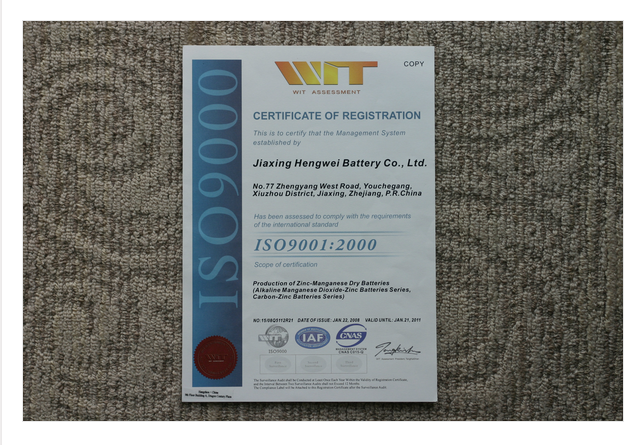 WIT
COPY
WIT ASSESSMENT
ISO9000
CERTIFICATE OF REGISTRATION
This is to certify that the Management System
established by
Jiaxing Hengwei Battery Co., Ltd.
No.77 Zhengyang West Road, Youchegang,
Xiuzhou District, Jiaxing, Zhejiang, P.R.China
Has been assessed to comply with the requirements
of the international standard
ISO9001:2000
Scope of certification
Production of Zinc-Manganese Dry Batteries
(Alkaline Manganese Dioxide-Zinc Batteries Series,
Carbon-Zinc Batteries Series)
DATE OF ISSUE: JAN 22, 2008 VALID UNTIL: JAN.21, 2011
IAF
CNAS
WIT